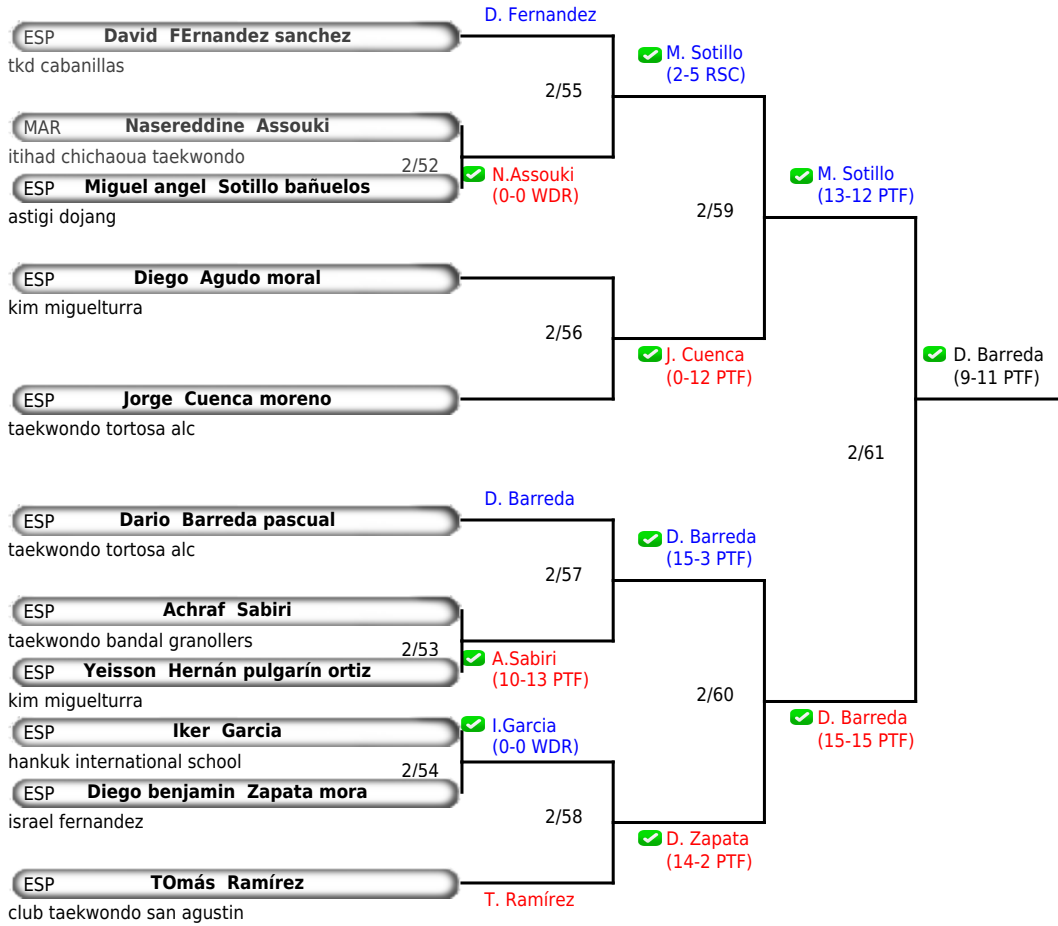 D. Fernandez
ESP David FErnandez sanchez
tkd cabanillas
M. Sotillo
(2-5 RSC)
2/55
MAR Nasereddine Assouki
itihad chichaoua taekwondo
2/52
N.Assouki
(0-0 WDR)
ESP Miguel angel Sotillo bañuelos
astigi dojang
M. Sotillo
(13-12 PTF)
2/59
ESP Diego Agudo moral
kim miguelturra
2/56
J. Cuenca
(0-12 PTF)
D. Barreda
(9-11 PTF)
ESP Jorge Cuenca moreno
taekwondo tortosa alc
2/61
D. Barreda
ESP Dario Barreda pascual
taekwondo tortosa alc
D. Barreda
(15-3 PTF)
2/57
ESP Achraf Sabiri
taekwondo bandal granollers
2/53
A.Sabiri
(10-13 PTF)
ESP Yeisson Hernán pulgarín ortiz
kim miguelturra
2/60
D. Barreda
(15-15 PTF)
ESP Iker Garcia
hankuk international school
I.Garcia
(0-0 WDR)
2/54
ESP Diego benjamin Zapata mora
israel fernandez
2/58
D. Zapata
(14-2 PTF)
ESP TOmás Ramírez
club taekwondo san agustin
T. Ramírez